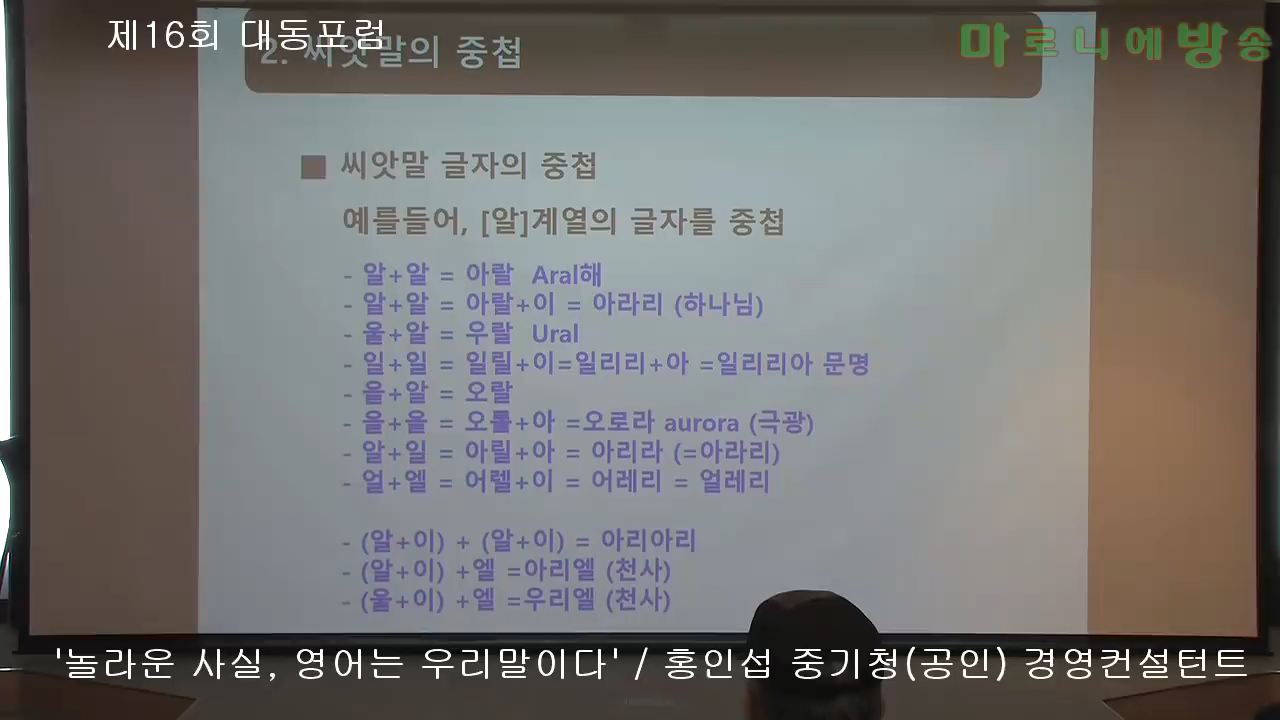 제16회 대동포럼
마로니에방송
2. 씨앗말의 중첩
■ 씨앗말 글자의 중첩
예를들어, [알]계열의 글자를 중첩
- 알+알 = 아랄 Aral해
- 알+알 = 아랄+이 = 아라리 (하나님)
- 울+알 = 우랄 Ural
- 일+일 = 일릴+이=일리리+아 =일리리아 문명
- 올+알 = 오랄
- 올+올 = 오롤+아 =오로라 aurora (극광)
- 알+일 = 아릴+아 = 아리라 (=아라리)
- 얼+엘 = 어렐+이 = 어레리 = 얼레리
- (알+이) + (알+이) = 아리아리
- (알+이) +엘 =아리엘 (천사)
- (울+이) +엘 =우리엘 (천사)
'놀라운 사실, 영어는 우리말이다' / 홍인섭 중기청(공인) 경영컨설턴트